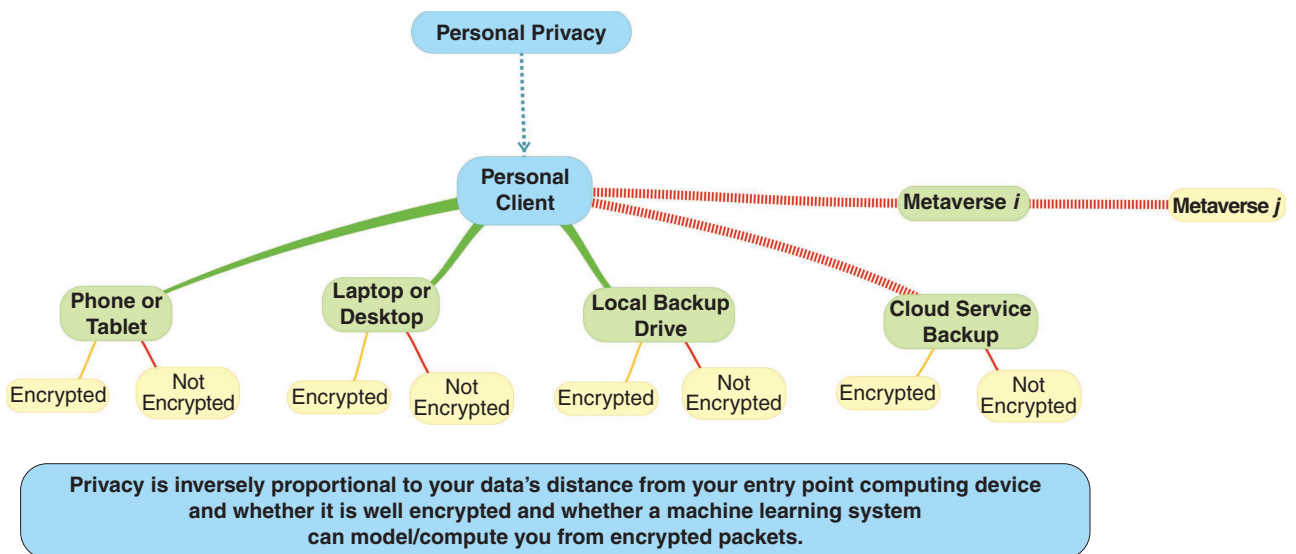 Personal Privacy
Personal
Client
Metaverse i
Metaverse j
Phone or
Tablet
Laptop or
Desktop
Local Backup
Drive
Cloud Service
Backup
Encrypted
Not
Encrypted
Encrypted
Not
Encrypted
Encrypted
Not
Encrypted
Encrypted
Not
Encrypted
Privacy is inversely proportional to your data's distance from your entry point computing device
and whether it is well encrypted and whether a machine learning system
can model/compute you from encrypted packets.